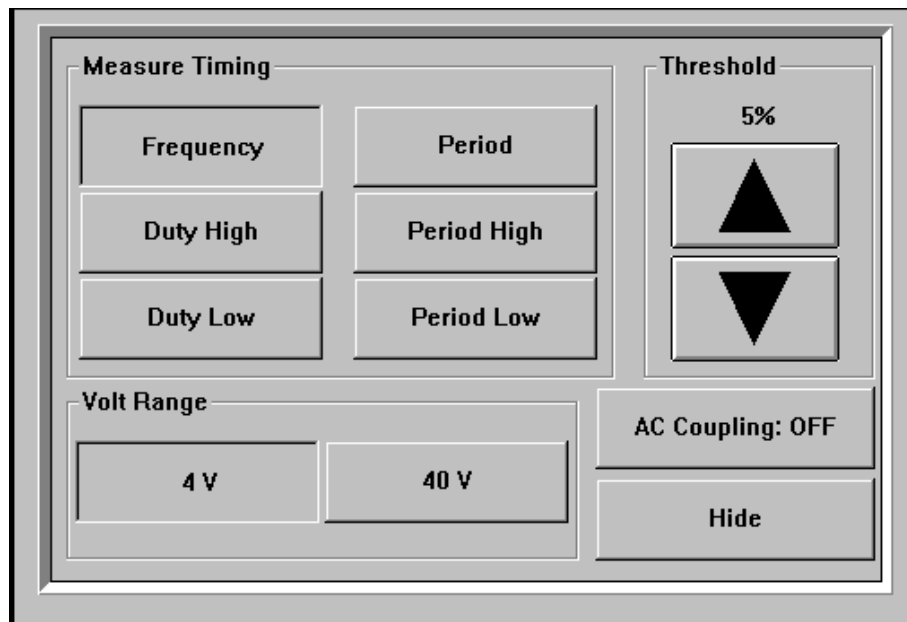 Measure Timing
Frequency
Period
Duty High
Period High
Duty Low
Period Low
Threshold
5%
Volt Range
4 V
40 V
AC Coupling: OFF
Hide